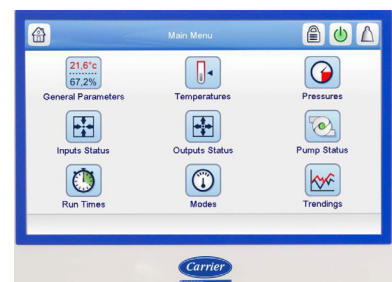 Main Menu
21,6°c
67,2%
General Parameters
Temperatures
Pressures
Inputs Status
Outputs Status
Pump Status
Run Times
Modes
Trendings
Carrier